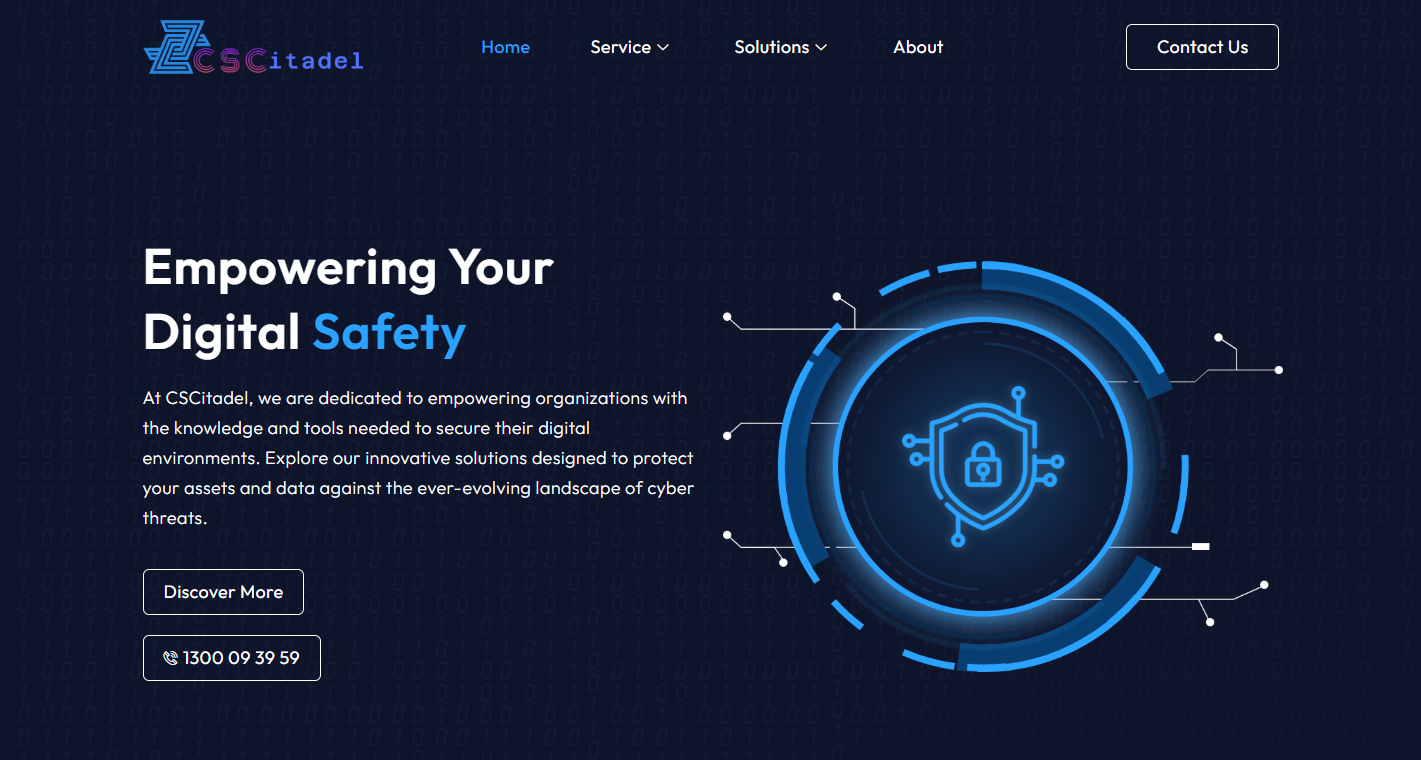 CSCitadel
Home
Service
Solutions
About
Contact Us
Empowering Your
Digital Safety
At CSCitadel, we are dedicated to empowering organizations with
the knowledge and tools needed to secure their digital
environments. Explore our innovative solutions designed to protect
your assets and data against the ever-evolving landscape of cyber
threats.
Discover More
1300 09 39 59